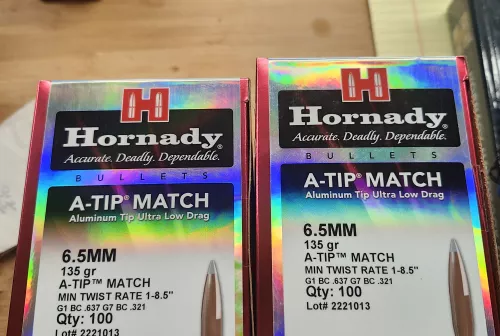 H
Hornady®
Accurate. Deadly. Dependable.
BULLETS
A-TIP® MATCH
Aluminum Tip Ultra Low Drag
6.5MM
135 gr
A-TIP™ MATCH
MIN TWIST RATE 1-8.5"
G1 BC .637 G7 BC .321
Qty: 100
Lot# 2221013
H
Hornady®
Accurate. Deadly. Dependable.
BULLETS
A-TIP® MATCH
Aluminum Tip Ultra Low Drag
6.5MM
135 gr
A-TIP™ MATCH
MIN TWIST RATE 1-8.5"
G1 BC .637 G7 BC .321
Qty: 100
Lot# 2221013